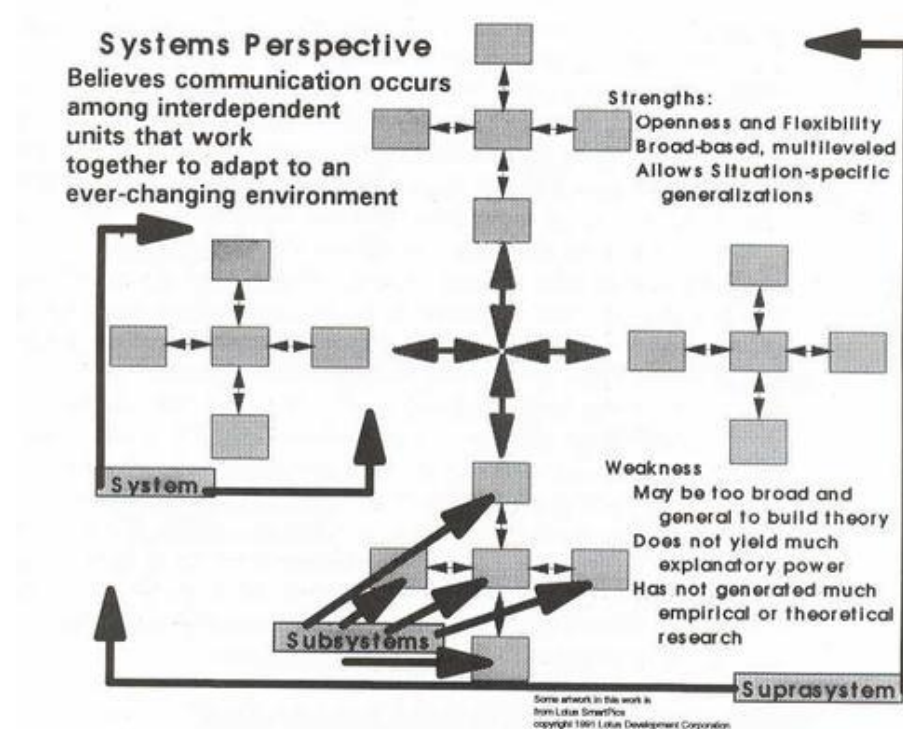 Systems Perspective
Believes communication occurs
among interdependent
units that work
together to adapt to an
ever-changing environment
Strengths:
Openness and Flexibility
Broad-based, multileveled
Allows Situation-specific
generalizations
System
Weakness
May be too broad and
general to build theory
Does not yield much
explanatory power
Has not generated much
empirical or theoretical
research
Subsystems
Suprasystem
Some artwork in this work is
from Lotus SmartPics
copyright 1991 Lotus Development Corporation